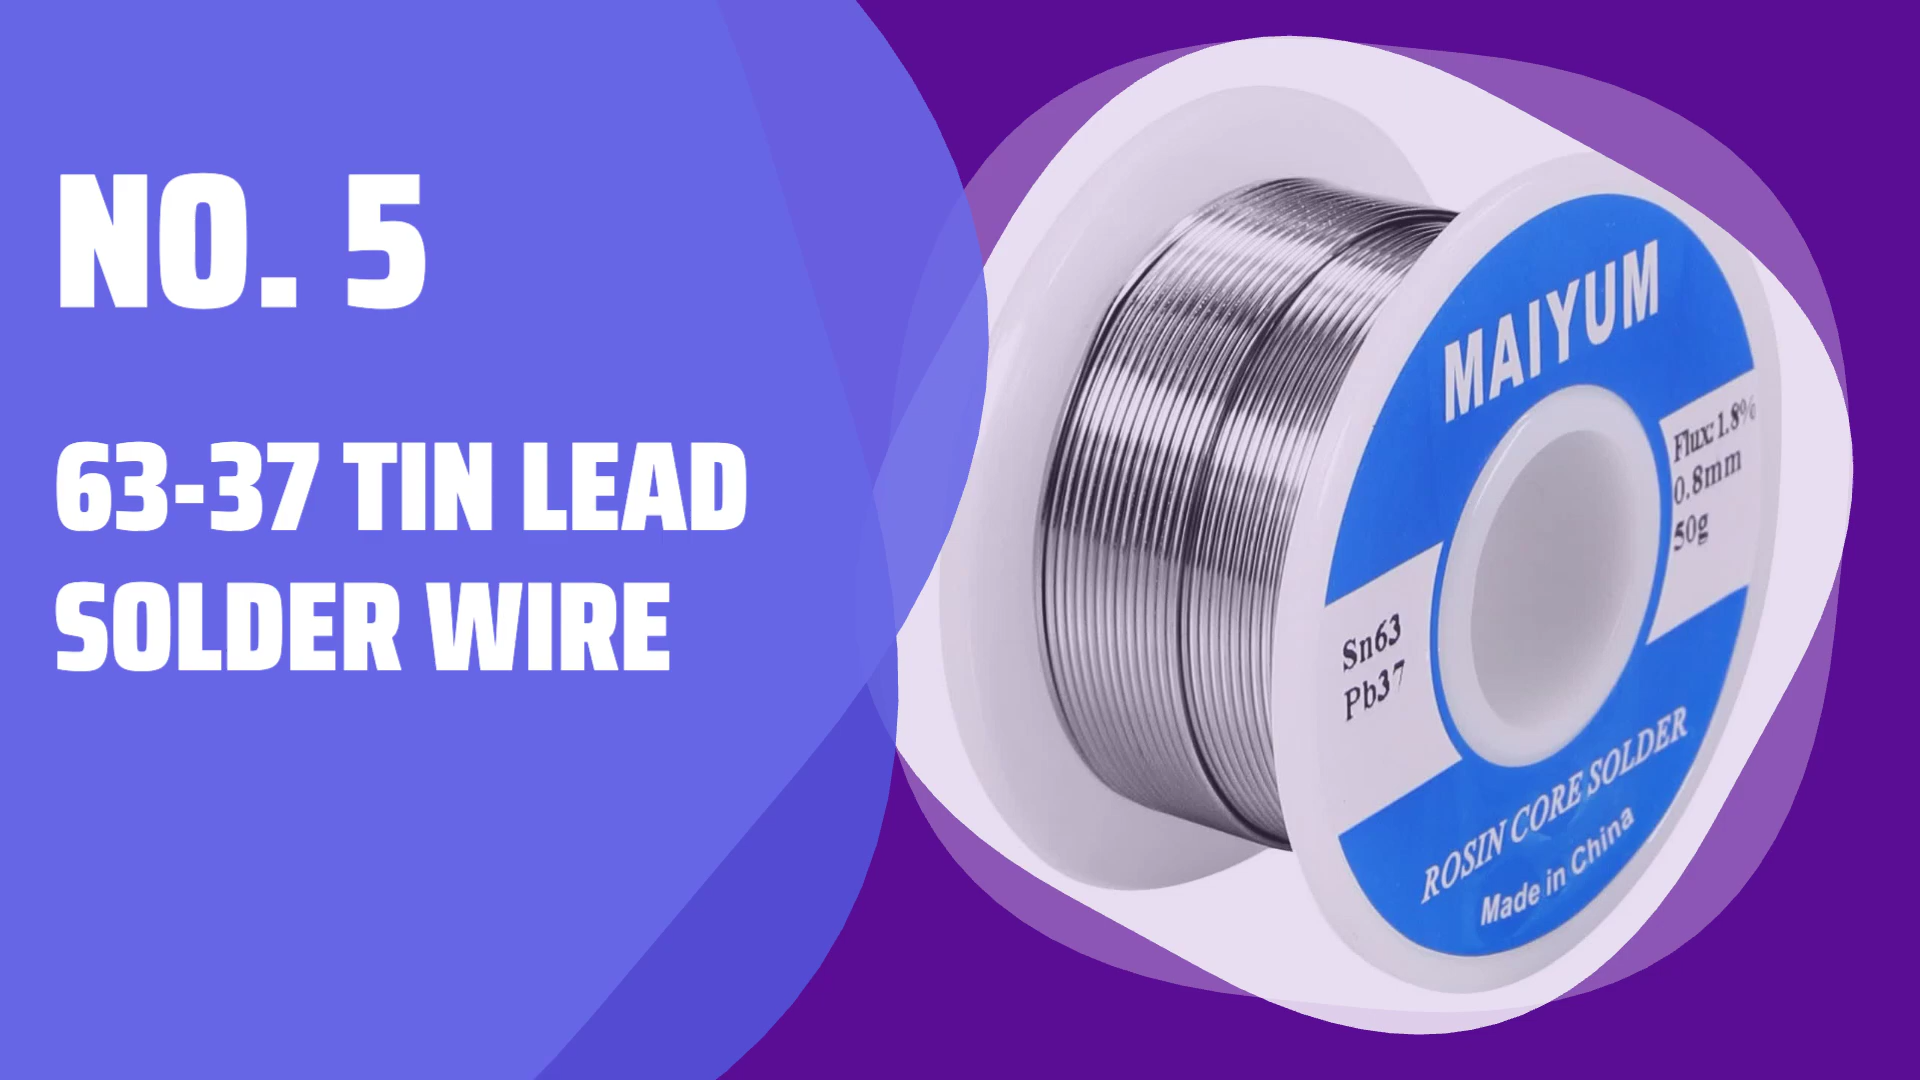 NO. 5
63-37 TIN LEAD
SOLDER WIRE
MAIYUM
Flux: 1.8%
0.8mm
50g
Sn63
Pb37
ROSIN CORE SOLDER
Made in China